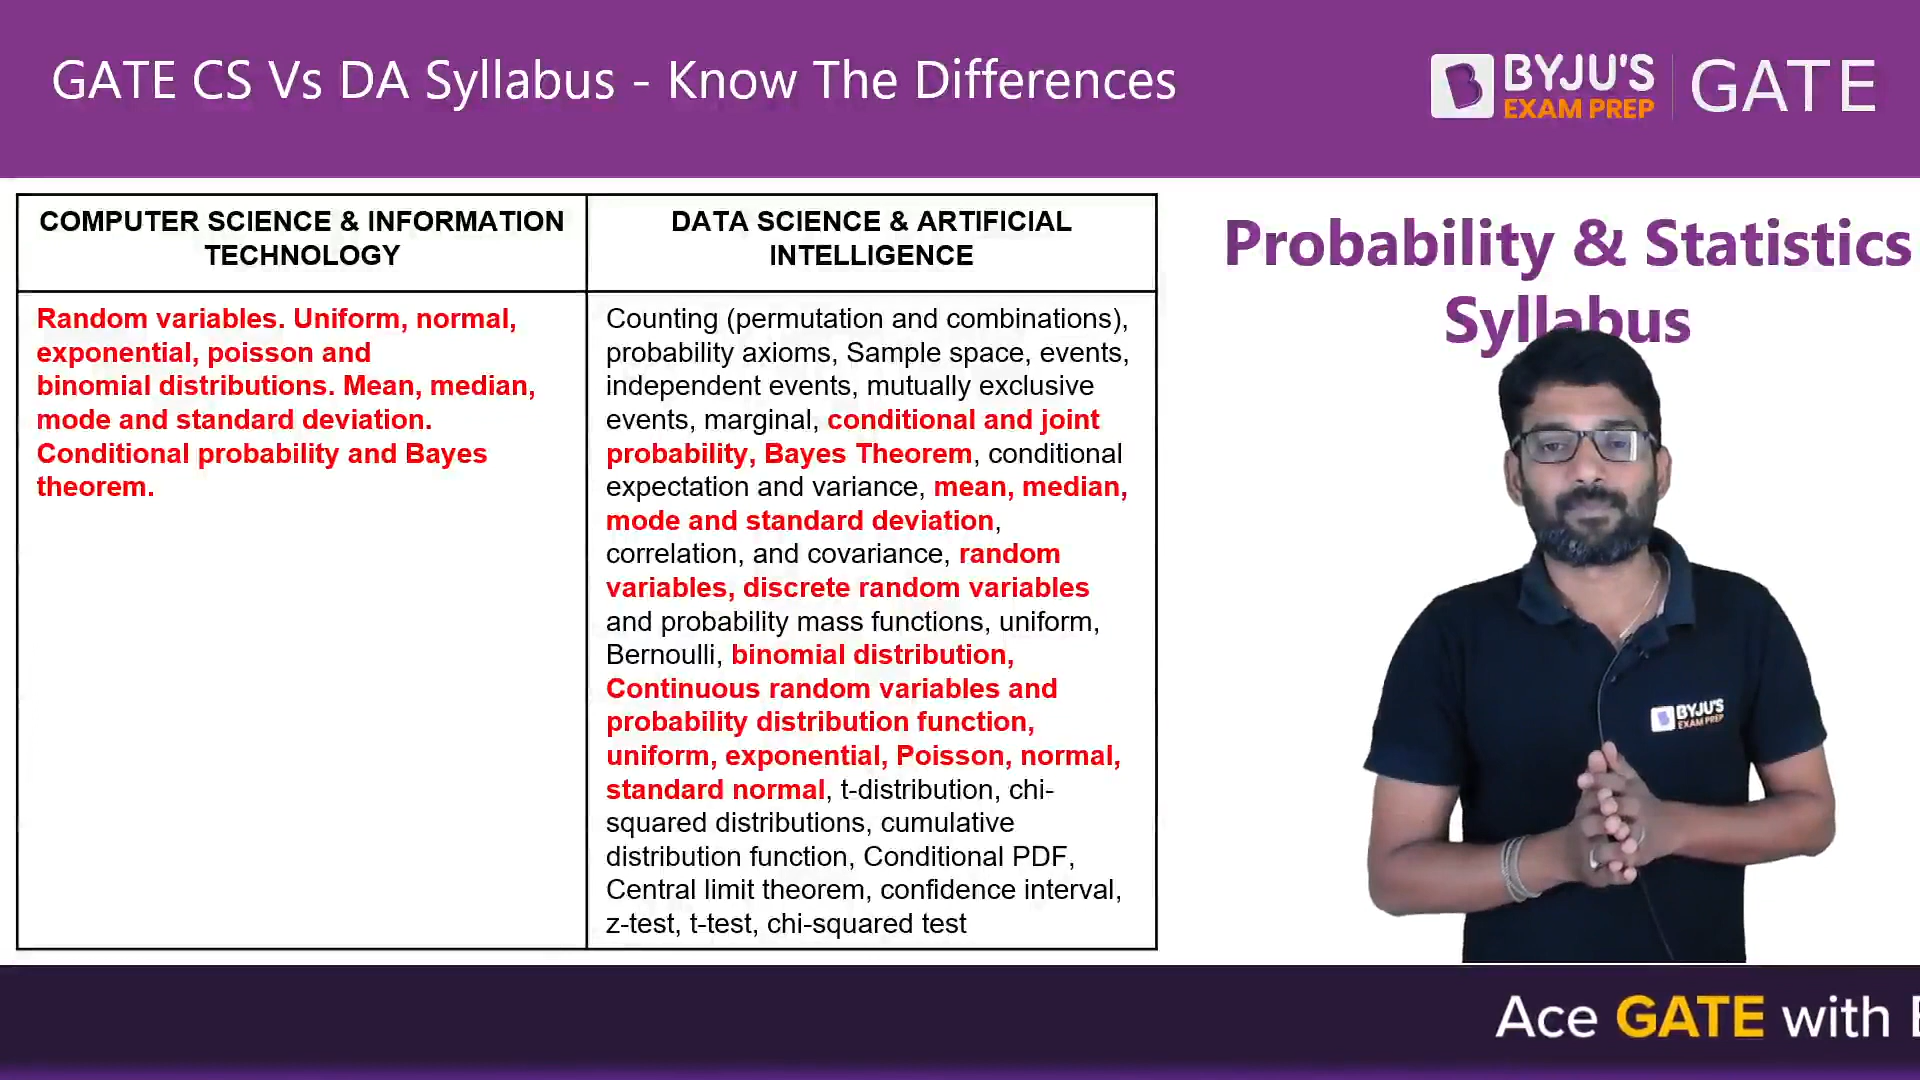 GATE CS Vs DA Syllabus - Know The Differences
BYJU'S
EXAM PREP
GATE
COMPUTER SCIENCE & INFORMATION
TECHNOLOGY
Random variables. Uniform, normal,
exponential, poisson and
binomial distributions. Mean, median,
mode and standard deviation.
Conditional probability and Bayes
theorem.
DATA SCIENCE & ARTIFICIAL
INTELLIGENCE
Counting (permutation and combinations),
probability axioms, Sample space, events,
independent events, mutually exclusive
events, marginal, conditional and joint
probability, Bayes Theorem, conditional
expectation and variance, mean, median,
mode and standard deviation,
correlation, and covariance, random
variables, discrete random variables
and probability mass functions, uniform,
Bernoulli, binomial distribution,
Continuous random variables and
probability distribution function,
uniform, exponential, Poisson, normal,
standard normal, t-distribution, chi-
squared distributions, cumulative
distribution function, Conditional PDF,
Central limit theorem, confidence interval,
z-test, t-test, chi-squared test
Probability & Statistics
Syllabus
BYJU'S
EXAM PREP
Ace GATE with